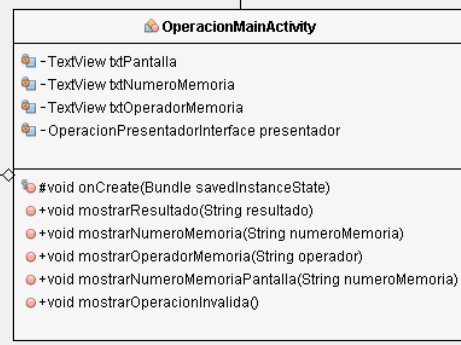 OperacionMainActivity
-TextView txtPantalla
-TextView txtNumeroMemoria
-TextView txtOperadorMemoria
-OperacionPresentadorInterface presentador
#void onCreate(Bundle savedInstanceState)
+void mostrarResultado(String resultado)
+void mostrarNumeroMemoria(String numeroMemoria)
+void mostrarOperadorMemoria(String operador)
+void mostrarNumeroMemoriaPantalla(String numeroMemoria)
+void mostrarOperacionInvalida()